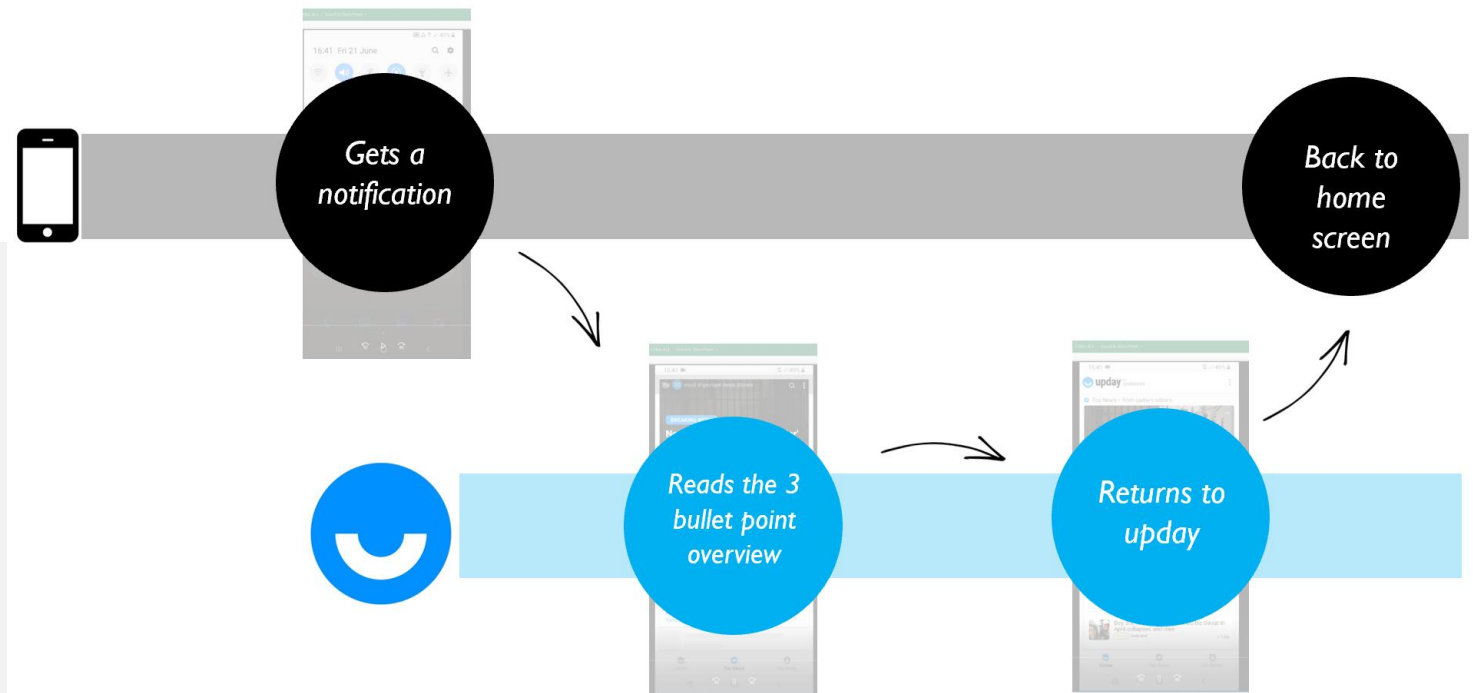 16:41 Fri 21 June
Gets a
notification
Back to
home
screen
upday
Reads the 3
bullet point
overview
Returns to
upday